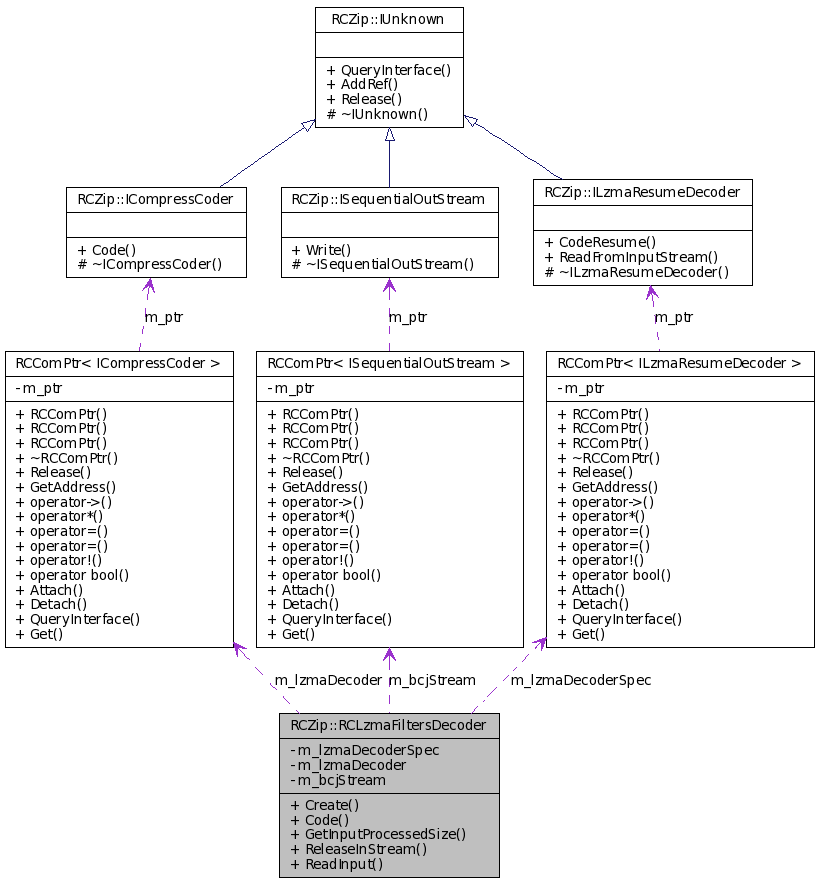 RCZip::IUnknown
+ QueryInterface()
+ AddRef()
+ Release()
# ~IUnknown()
RCZip::ICompressCoder
+ Code()
# ~ICompressCoder()
RCZip::ISequentialOutStream
+ Write()
# ~ISequentialOutStream()
RCZip::ILzmaResumeDecoder
+ CodeResume()
+ ReadFromInputStream()
# ~ILzmaResumeDecoder()
m_ptr
m_ptr
m_ptr
RCComPtr< ICompressCoder >
- m_ptr
+ RCComPtr()
+ RCComPtr()
+ RCComPtr()
+ ~RCComPtr()
+ Release()
+ GetAddress()
+ operator->()
+ operator*()
+ operator=()
+ operator=()
+ operator!()
+ operator bool()
+ Attach()
+ Detach()
+ QueryInterface()
+ Get()
RCComPtr< ISequentialOutStream >
- m_ptr
+ RCComPtr()
+ RCComPtr()
+ RCComPtr()
+ ~RCComPtr()
+ Release()
+ GetAddress()
+ operator->()
+ operator*()
+ operator=()
+ operator=()
+ operator!()
+ operator bool()
+ Attach()
+ Detach()
+ QueryInterface()
+ Get()
RCComPtr< ILzmaResumeDecoder >
- m_ptr
+ RCComPtr()
+ RCComPtr()
+ RCComPtr()
+ ~RCComPtr()
+ Release()
+ GetAddress()
+ operator->()
+ operator*()
+ operator=()
+ operator=()
+ operator!()
+ operator bool()
+ Attach()
+ Detach()
+ QueryInterface()
+ Get()
m_lzmaDecoder
m_bcjStream
m_lzmaDecoderSpec
RCZip::RCLzmaFiltersDecoder
- m_lzmaDecoderSpec
- m_lzmaDecoder
- m_bcjStream
+ Create()
+ Code()
+ GetInputProcessedSize()
+ ReleaseInStream()
+ ReadInput()